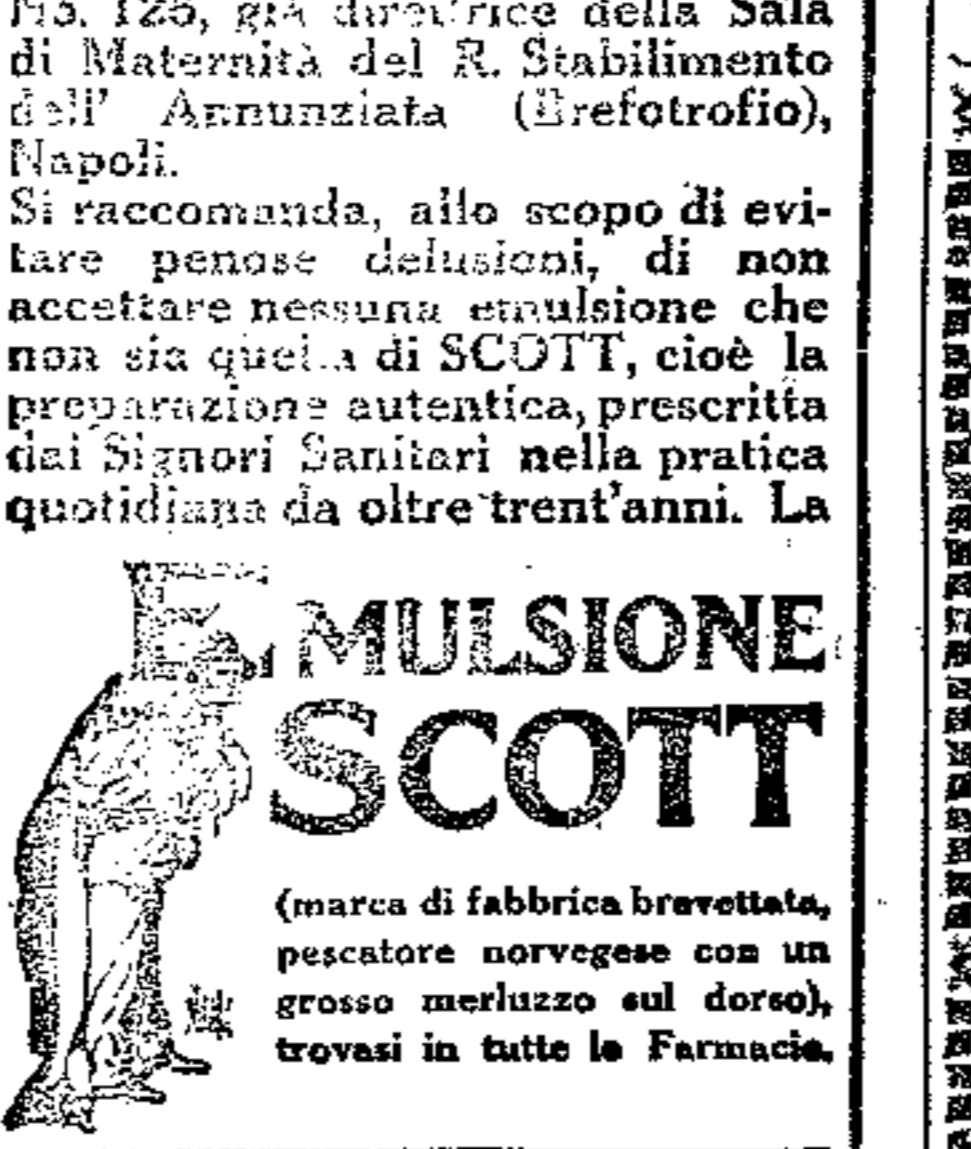 No. 125, già direttrice della Sala
di Maternità del R. Stabilimento
dell' Annunziata (Brefotrofio),
Napoli.
Si raccomanda, allo scopo di evi-
tare penose delusioni, di non
accettare nessuna emulsione che
non sia quella di SCOTT, cioè la
preparazione autentica, prescritta
dai Signori Sanitari nella pratica
quotidiana da oltre trent'anni. La
MULSIONE
SCOTT
(marca di fabbrica brevettata,
pescatore norvegese con un
grosso merluzzo sul dorso),
trovasi in tutte le Farmacie.